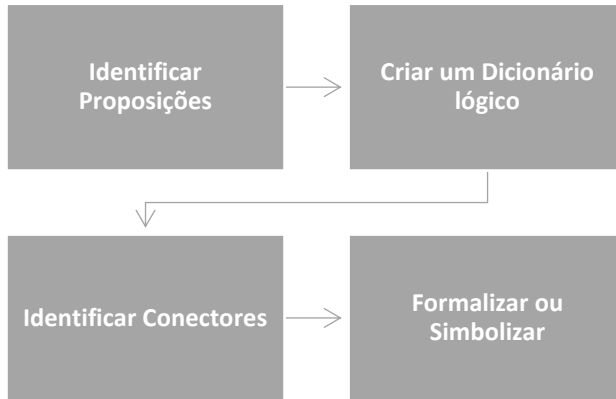 Identificar
Proposições
Criar um Dicionário
lógico
Identificar Conectores
Formalizar ou
Simbolizar